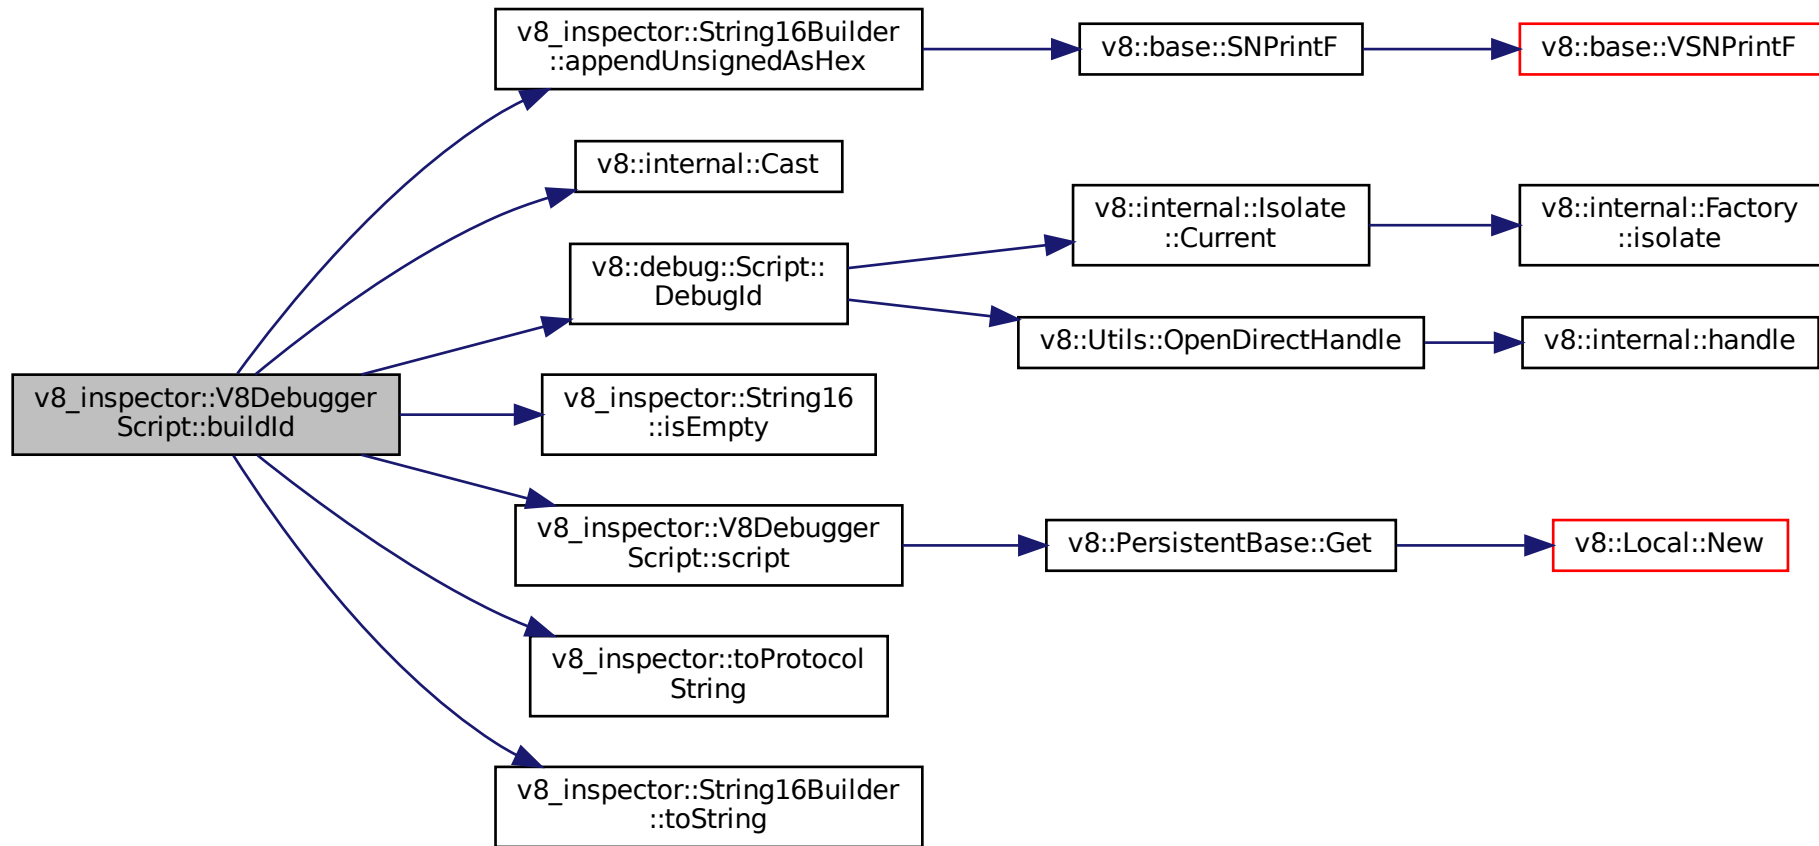 v8_inspector::String16Builder
::appendUnsignedAsHex
v8::base::SNPrintF
v8::base::VSNPrintF
v8::internal::Cast
v8::debug::Script::
DebugId
v8::internal::Isolate
::Current
v8::internal::Factory
::isolate
v8::Utils::OpenDirectHandle
v8::internal::handle
v8_inspector::V8Debugger
Script::buildId
v8_inspector::String16
::isEmpty
v8_inspector::V8Debugger
Script::script
v8::PersistentBase::Get
v8::Local::New
v8_inspector::toProtocol
String
v8_inspector::String16Builder
::toString